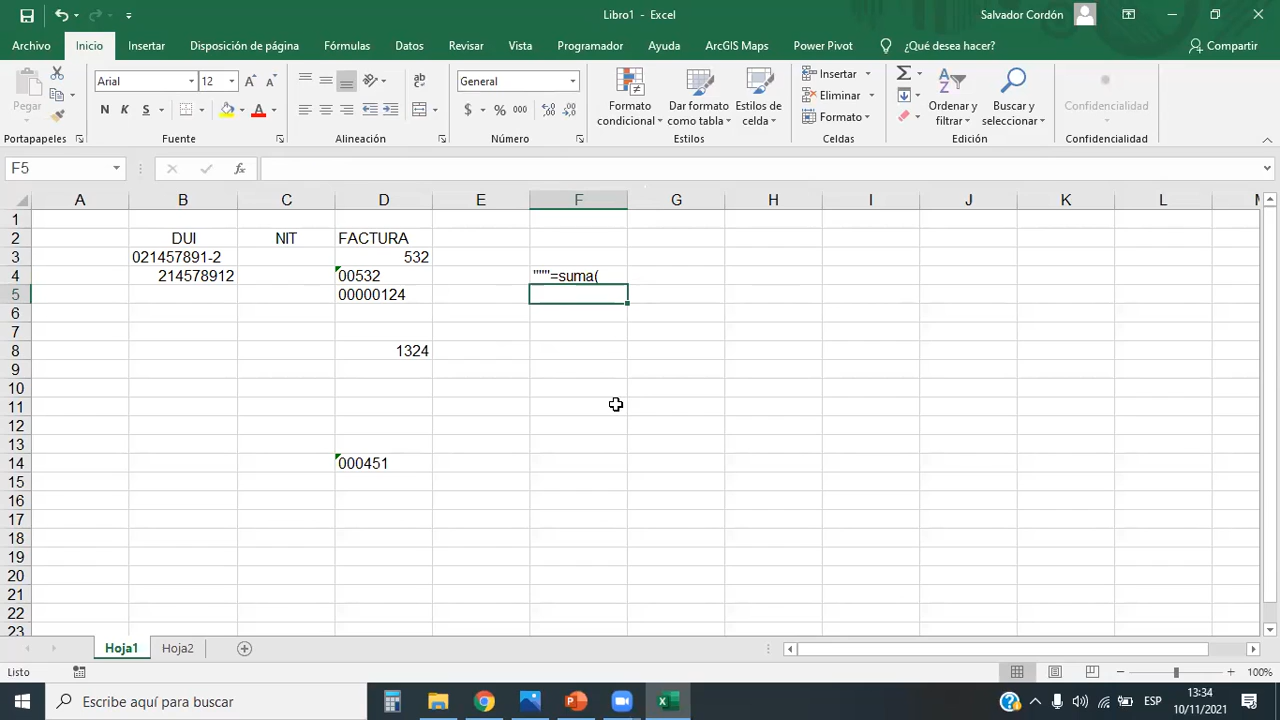 Libro1 - Excel
Salvador Cordón
Archivo Inicio Insertar Disposición de página Fórmulas Datos Revisar Vista Programador Ayuda ArcGIS Maps Power Pivot ¿Qué desea hacer? Compartir
Pegar
Arial 12
N K S
ab
General
$ % 000
Formato condicional
Dar formato como tabla
Estilos de celda
Insertar
Eliminar
Formato
Ordenar y filtrar
Buscar y seleccionar
Confidencialidad
Portapapeles Fuente Alineación Número Estilos Celdas Edición Confidencialidad
F5 fx
A B C D E F G H I J K L M
1
2 DUI NIT FACTURA
3 021457891-2 532
4 214578912 00532 """=suma(
5 00000124
6
7
8 1324
9
10
11
12
13
14 000451
15
16
17
18
19
20
21
22
23
Hoja1 Hoja2
Listo 100%
Escribe aquí para buscar
ESP
13:34
10/11/2021